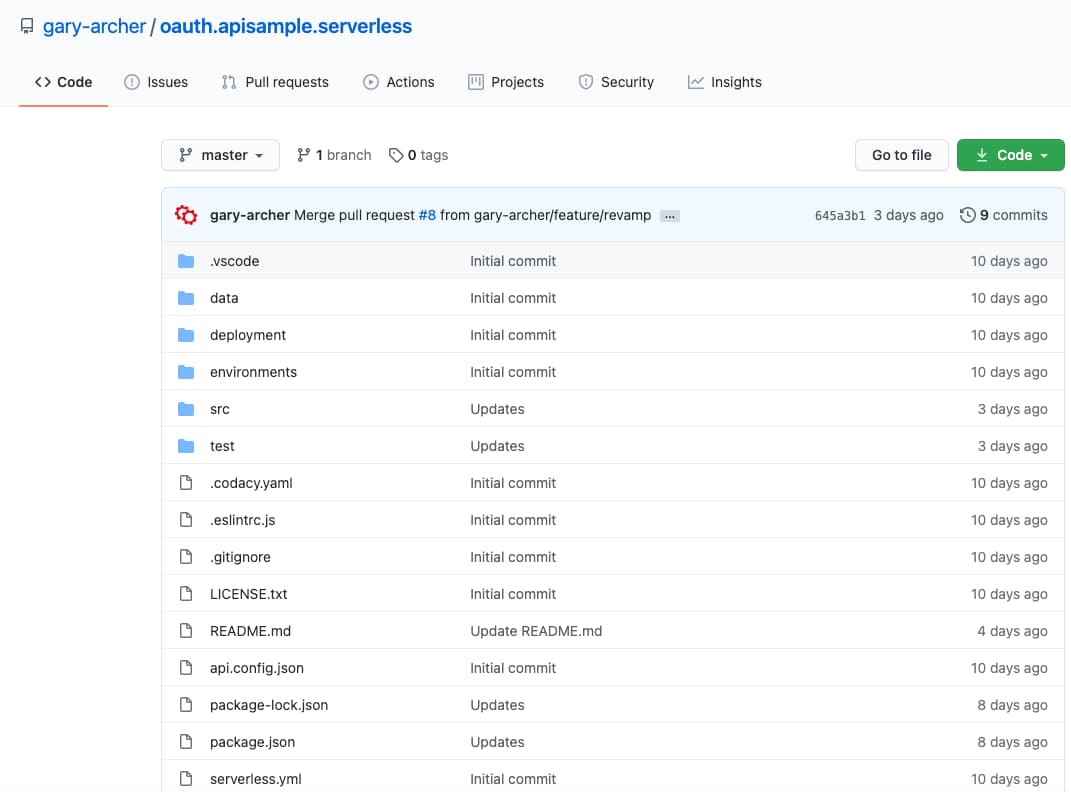 gary-archer / oauth.apisample.serverless
Code Issues Pull requests Actions Projects Security Insights
master 1 branch 0 tags Go to file Code
gary-archer Merge pull request #8 from gary-archer/feature/revamp ... 645a3b1 3 days ago 9 commits
.vscode Initial commit 10 days ago
data Initial commit 10 days ago
deployment Initial commit 10 days ago
environments Initial commit 10 days ago
src Updates 3 days ago
test Updates 3 days ago
.codacy.yaml Initial commit 10 days ago
.eslintrc.js Initial commit 10 days ago
.gitignore Initial commit 10 days ago
LICENSE.txt Initial commit 10 days ago
README.md Update README.md 4 days ago
api.config.json Initial commit 10 days ago
package-lock.json Updates 8 days ago
package.json Updates 8 days ago
serverless.yml Initial commit 10 days ago